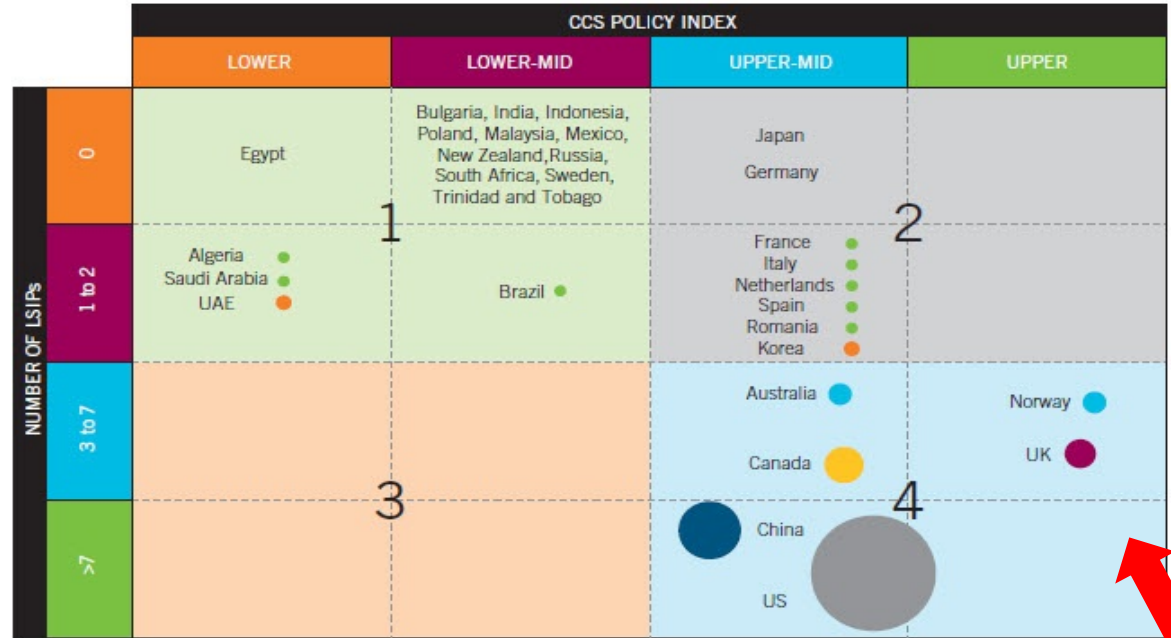 CCS POLICY INDEX
LOWER
LOWER-MID
UPPER-MID
UPPER
NUMBER OF LSIPs
0
Egypt
Bulgaria, India, Indonesia,
Poland, Malaysia, Mexico,
New Zealand,Russia,
South Africa, Sweden,
Trinidad and Tobago
Japan
Germany
1
2
1 to 2
Algeria
Saudi Arabia
UAE
Brazil
France
Italy
Netherlands
Spain
Romania
Korea
3 to 7
Australia
Canada
Norway
UK
3
4
>7
China
US